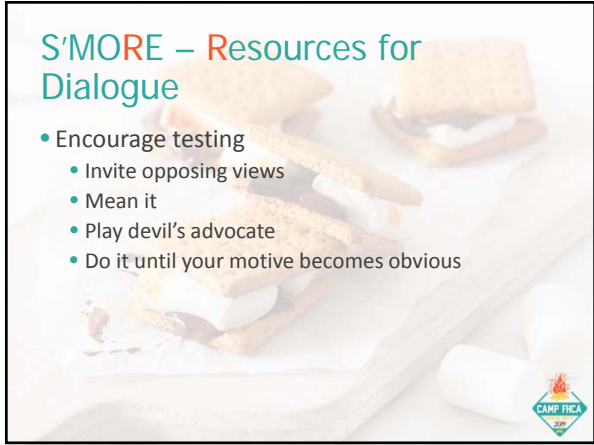 S'MORE – Resources for
Dialogue
• Encourage testing
• Invite opposing views
• Mean it
• Play devil's advocate
• Do it until your motive becomes obvious
CAMP FHCA
2019